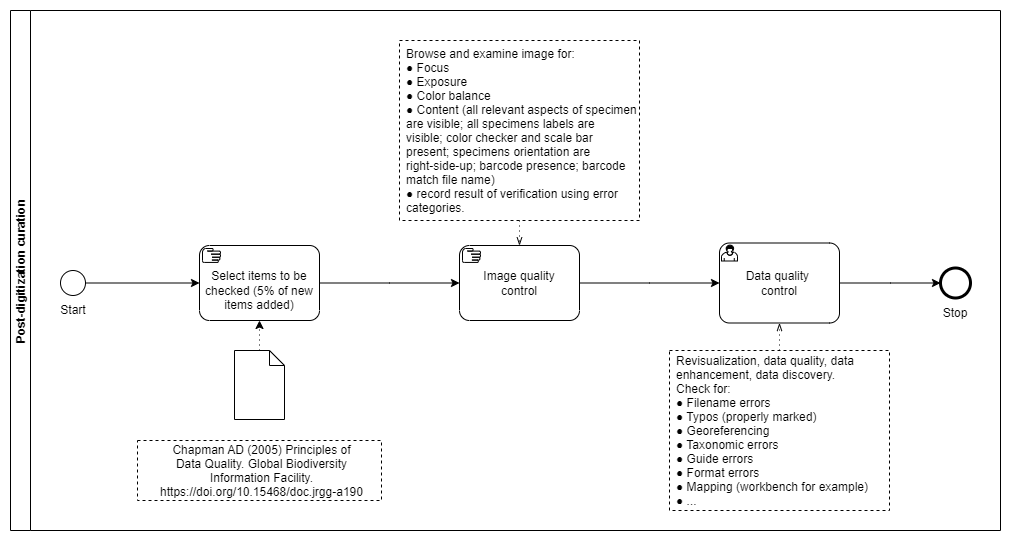 Post-digitization curation
Browse and examine image for:
● Focus
● Exposure
● Color balance
● Content (all relevant aspects of specimen
are visible; all specimens labels are
visible; color checker and scale bar
present; specimens orientation are
right-side-up; barcode presence; barcode
match file name)
● record result of verification using error
categories.
Start
Select items to be
checked (5% of new
items added)
Image quality
control
Data quality
control
Stop
Chapman AD (2005) Principles of
Data Quality. Global Biodiversity
Information Facility.
https://doi.org/10.15468/doc.jrgg-a190
Revisualization, data quality, data
enhancement, data discovery.
Check for:
● Filename errors
● Typos (properly marked)
● Georeferencing
● Taxonomic errors
● Guide errors
● Format errors
● Mapping (workbench for example)
● ...